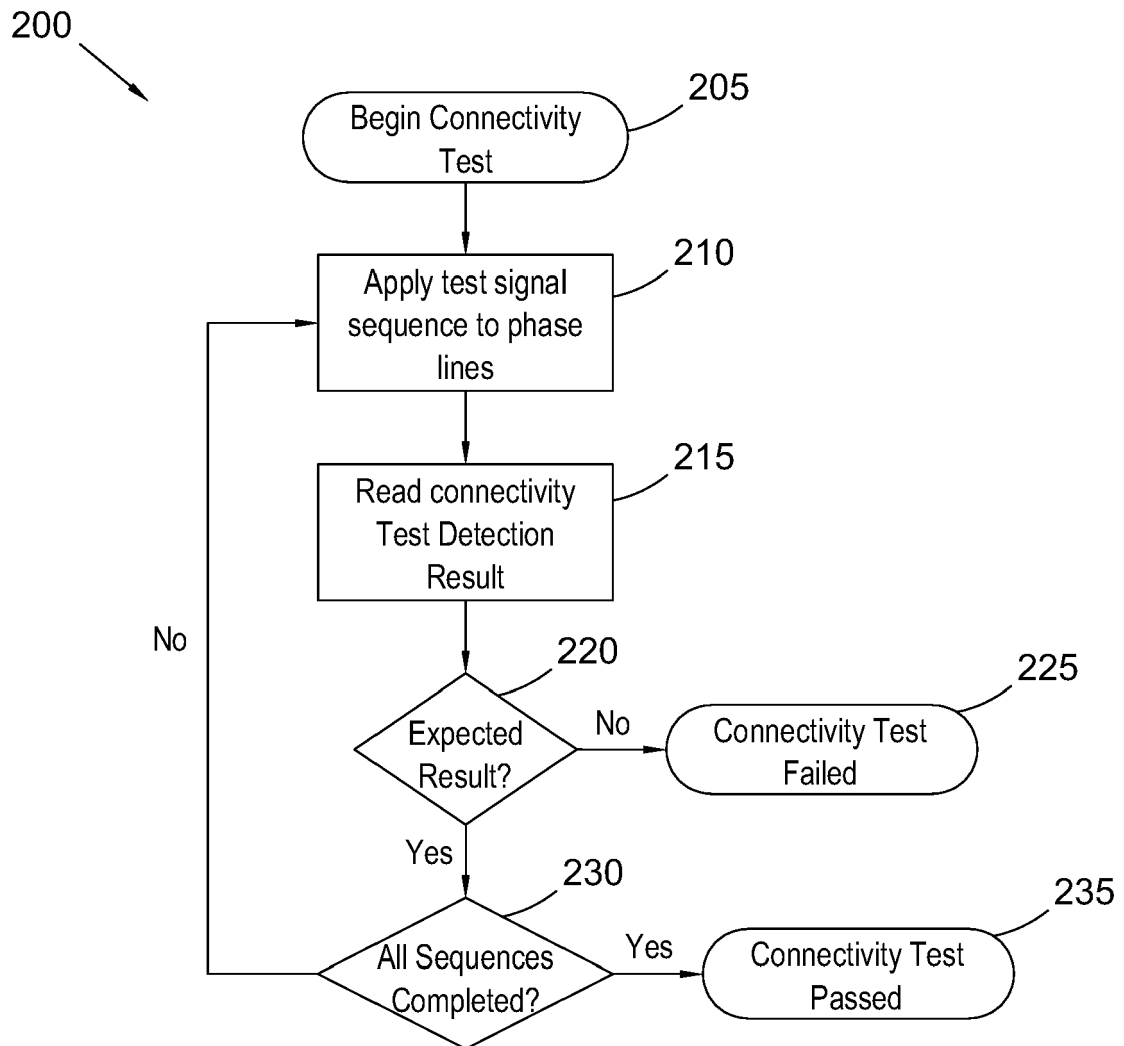 200
205
Begin Connectivity
Test
210
Apply test signal
sequence to phase
lines
215
Read connectivity
Test Detection
Result
No
220
Expected
Result?
No
225
Connectivity Test
Failed
Yes
230
All Sequences
Completed?
Yes
235
Connectivity Test
Passed